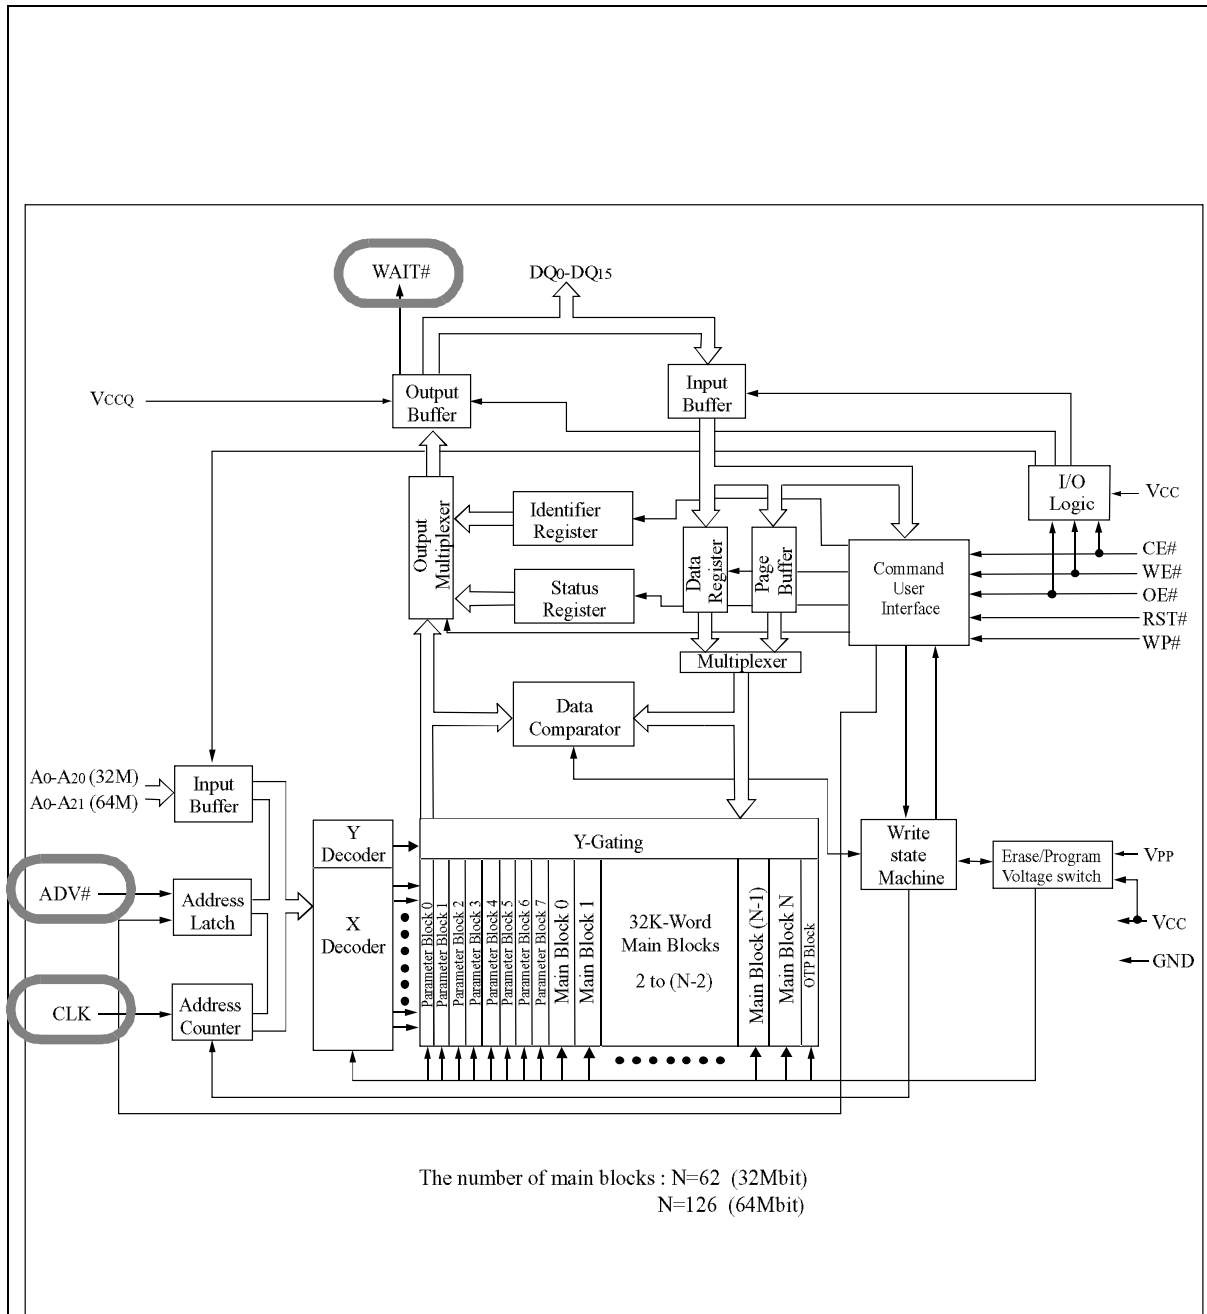 WAIT#
DQ0-DQ15
VCCQ
Output
Buffer
Input
Buffer
I/O
Logic
VCC
Output
Multiplexer
Identifier
Register
Status
Register
Data
Register
Page
Buffer
Command
User
Interface
CE#
WE#
OE#
RST#
WP#
Multiplexer
Data
Comparator
A0-A20 (32M)
A0-A21 (64M)
Input
Buffer
Y
Decoder
Y-Gating
Write
state
Machine
Erase/Program
Voltage switch
VPP
VCC
GND
ADV#
Address
Latch
X
Decoder
Parameter Block 0
Parameter Block 1
Parameter Block 2
Parameter Block 3
Parameter Block 4
Parameter Block 5
Parameter Block 6
Parameter Block 7
Main Block 0
Main Block 1
32K-Word
Main Blocks
2 to (N-2)
Main Block (N-1)
Main Block N
OTP Block
CLK
Address
Counter
The number of main blocks : N=62 (32Mbit)
N=126 (64Mbit)